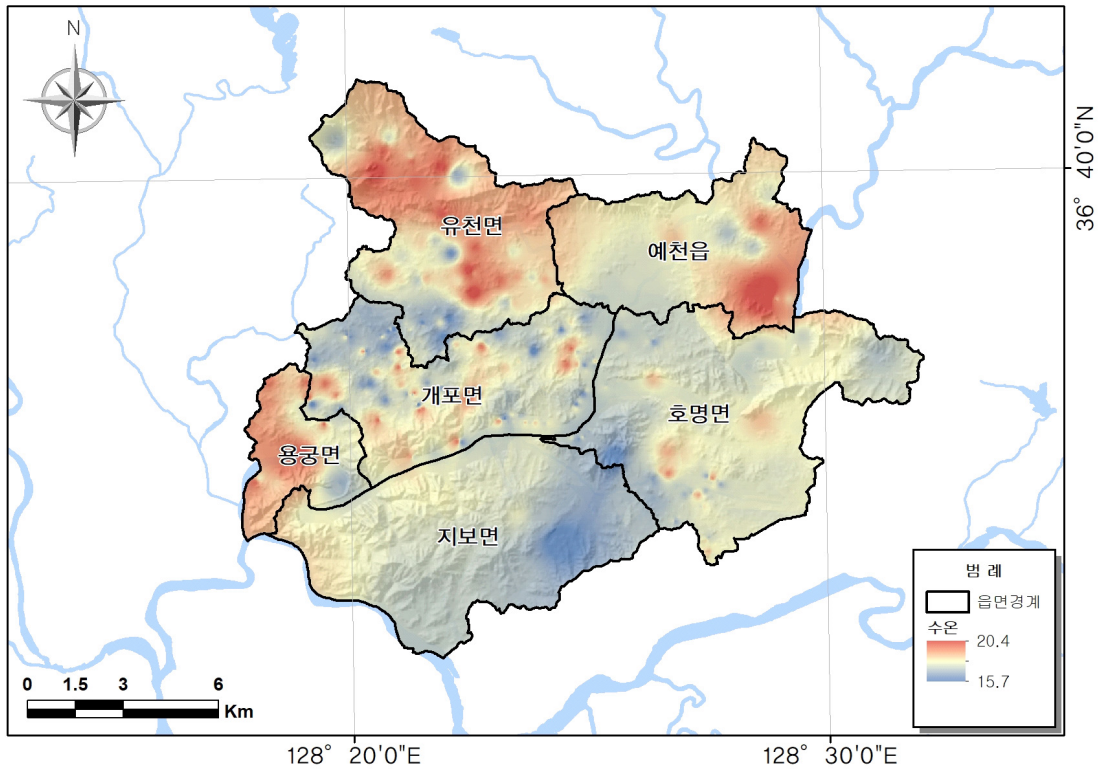 N
40'0"N
36°
유천면
예천읍
개포면
호명면
용궁면
지보면
범 례
읍면경계
수온
20.4
15.7
0 1.5 3 6
Km
128° 20'0"E
128° 30'0"E